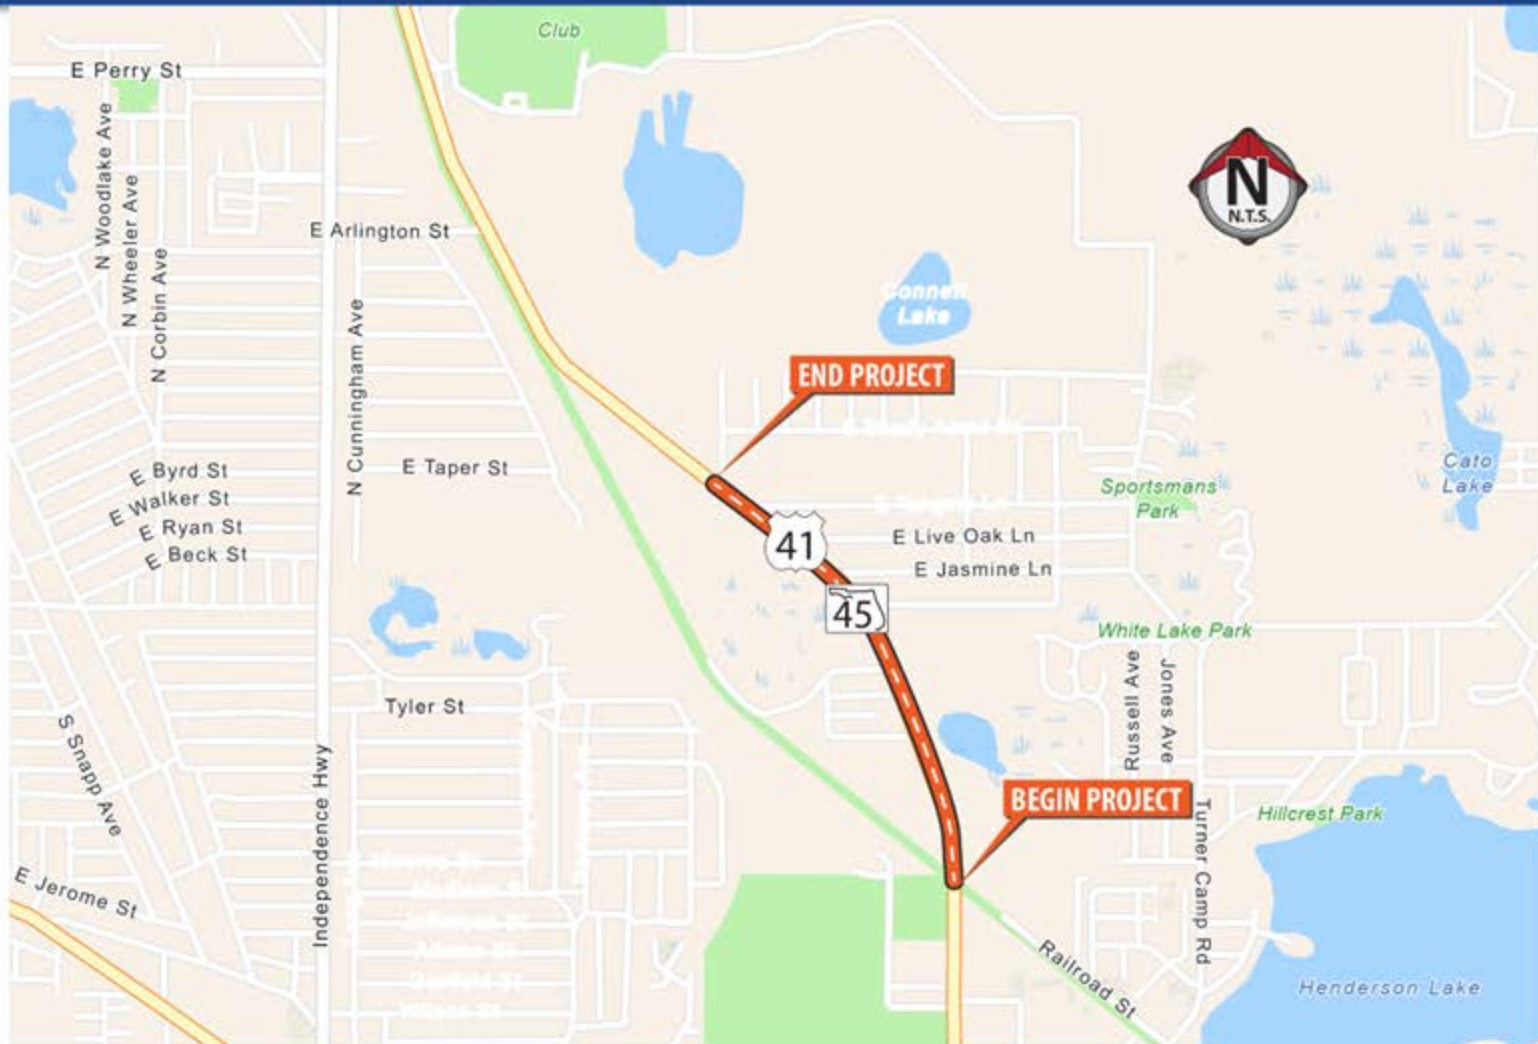 Club
E Perry St
N Woodlake Ave
N Wheeler Ave
N Corbin Ave
E Arlington St
N
N.T.S.
Connell
Lake
N Cunningham Ave
END PROJECT
E Taper St
E Byrd St
E Walker St
E Ryan St
E Beck St
Sportsmans
Park
Cato
Lake
41
E Live Oak Ln
E Jasmine Ln
45
White Lake Park
Russell Ave
Jones Ave
Tyler St
S Snapp Ave
Independence Hwy
BEGIN PROJECT
Turner Camp Rd
Hillcrest Park
E Jerome St
Railroad St
Henderson Lake